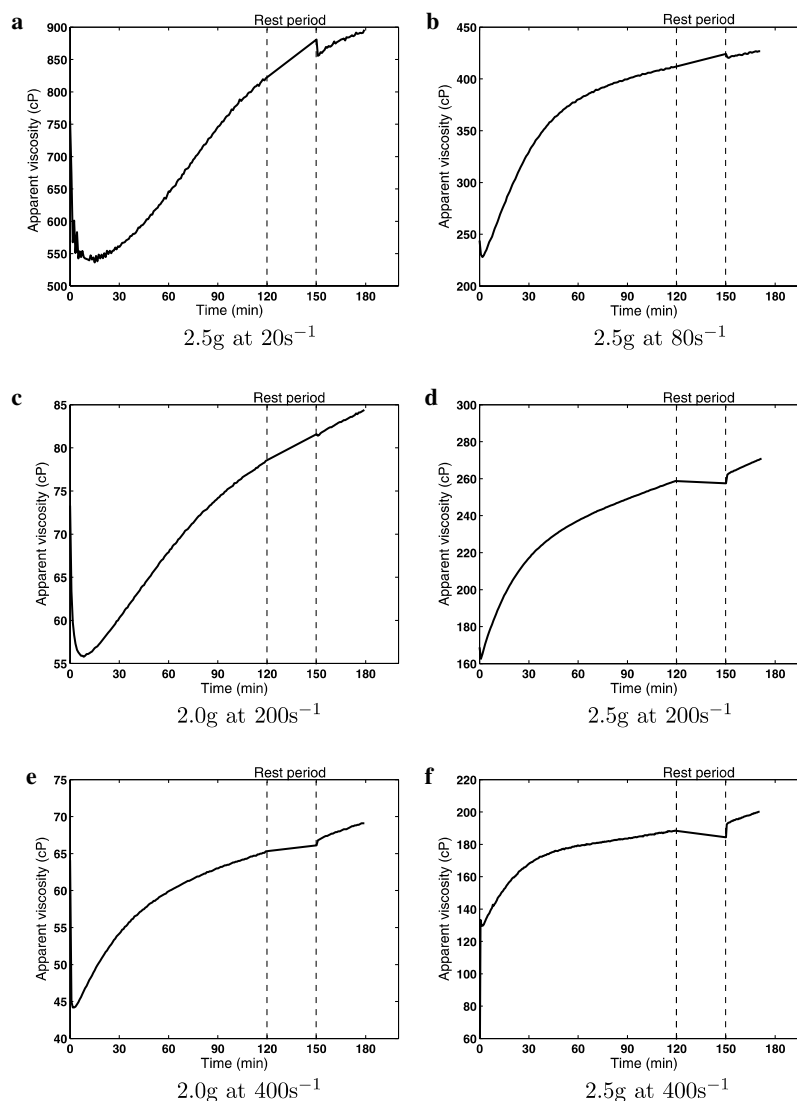 a
Rest period
900
850
800
750
700
650
600
550
500
Apparent viscosity (cP)
0 30 60 90 120 150 180
Time (min)
2.5g at 20s⁻¹
b
Rest period
450
400
350
300
250
200
Apparent viscosity (cP)
0 30 60 90 120 150 180
Time (min)
2.5g at 80s⁻¹
c
Rest period
85
80
75
70
65
60
55
Apparent viscosity (cP)
0 30 60 90 120 150 180
Time (min)
2.0g at 200s⁻¹
d
Rest period
300
280
260
240
220
200
180
160
Apparent viscosity (cP)
0 30 60 90 120 150 180
Time (min)
2.5g at 200s⁻¹
e
Rest period
75
70
65
60
55
50
45
40
Apparent viscosity (cP)
0 30 60 90 120 150 180
Time (min)
2.0g at 400s⁻¹
f
Rest period
220
200
180
160
140
120
100
80
60
Apparent viscosity (cP)
0 30 60 90 120 150 180
Time (min)
2.5g at 400s⁻¹